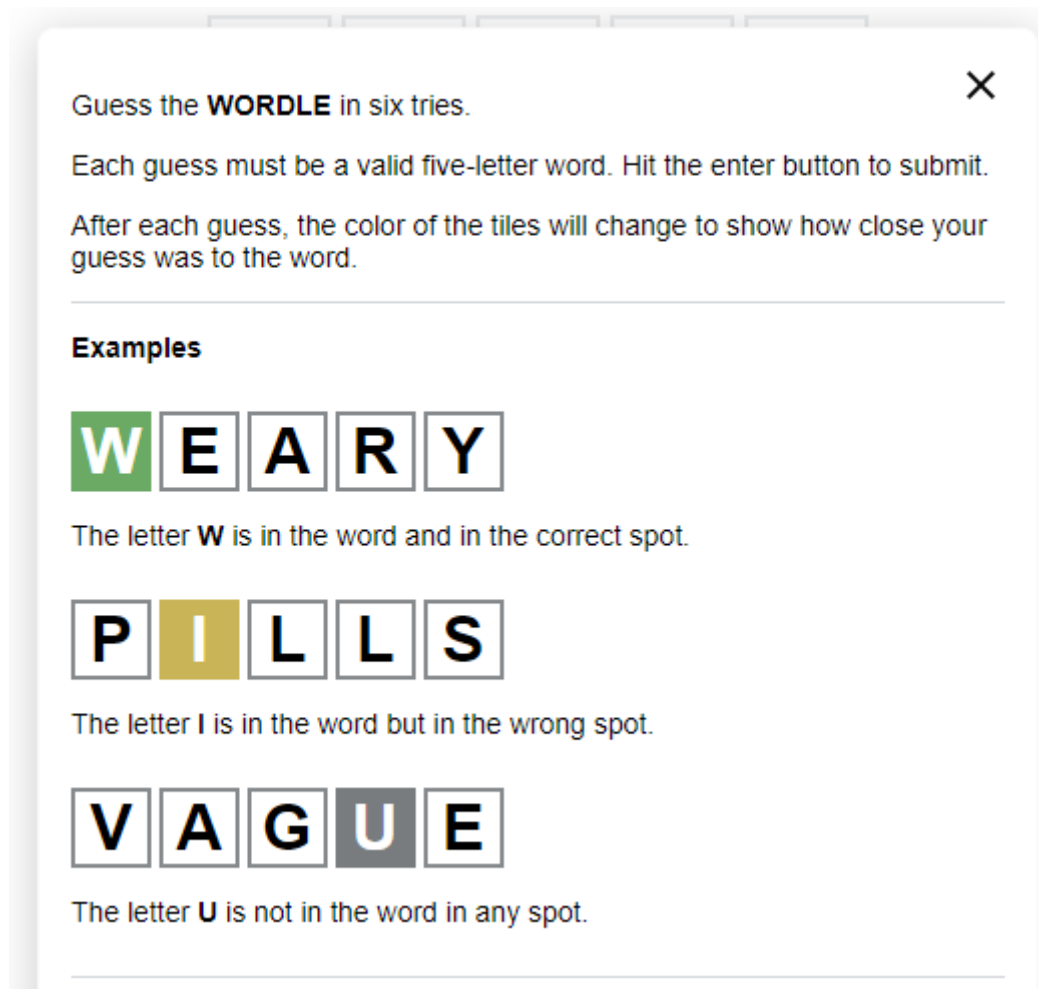 Guess the WORDLE in six tries.
Each guess must be a valid five-letter word. Hit the enter button to submit.
After each guess, the color of the tiles will change to show how close your
guess was to the word.
Examples
WEARY
The letter W is in the word and in the correct spot.
PILLS
The letter I is in the word but in the wrong spot.
VAGUE
The letter U is not in the word in any spot.